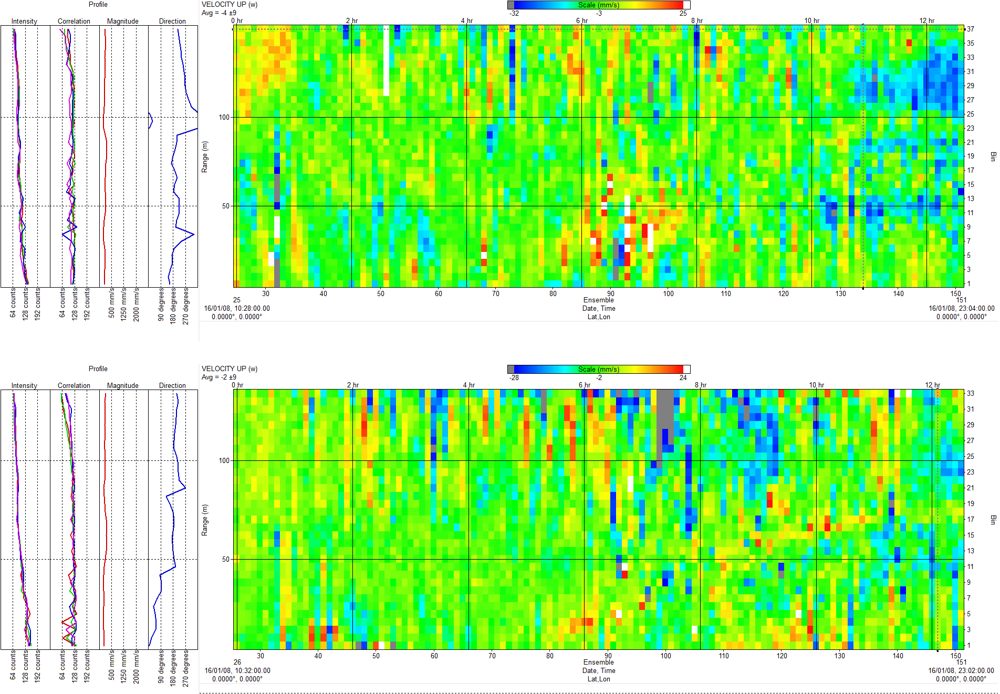 Profile
VELOCITY UP (w)
Scale (mm/s)
Avg = -4 ±9
-32 -3 25
Intensity Correlation Magnitude Direction
0 hr 2 hr 4 hr 6 hr 8 hr 10 hr 12 hr
37
35
33
31
29
27
25
100
23
21
19
17
15
13
50
11
9
7
5
3
1
Range (m)
Bin
64 counts 128 counts 192 counts 64 counts 128 counts 192 counts 500 mm/s 1250 mm/s 2000 mm/s 90 degrees 180 degrees 270 degrees
30 40 50 60 70 80 90 100 110 120 130 140 150
25 Ensemble 151
16/01/08, 10:28:00.00 Date, Time 16/01/08, 23:04:00.00
0.0000°, 0.0000° Lat,Lon 0.0000°, 0.0000°
Profile
VELOCITY UP (w)
Scale (mm/s)
Avg = -2 ±9
-28 -2 24
Intensity Correlation Magnitude Direction
0 hr 2 hr 4 hr 6 hr 8 hr 10 hr 12 hr
33
31
29
27
25
100
23
21
19
17
15
13
50
11
9
7
5
3
1
Range (m)
Bin
64 counts 128 counts 192 counts 64 counts 128 counts 192 counts 500 mm/s 1250 mm/s 2000 mm/s 90 degrees 180 degrees 270 degrees
30 40 50 60 70 80 90 100 110 120 130 140 150
26 Ensemble 151
16/01/08, 10:32:00.00 Date, Time 16/01/08, 23:02:00.00
0.0000°, 0.0000° Lat,Lon 0.0000°, 0.0000°